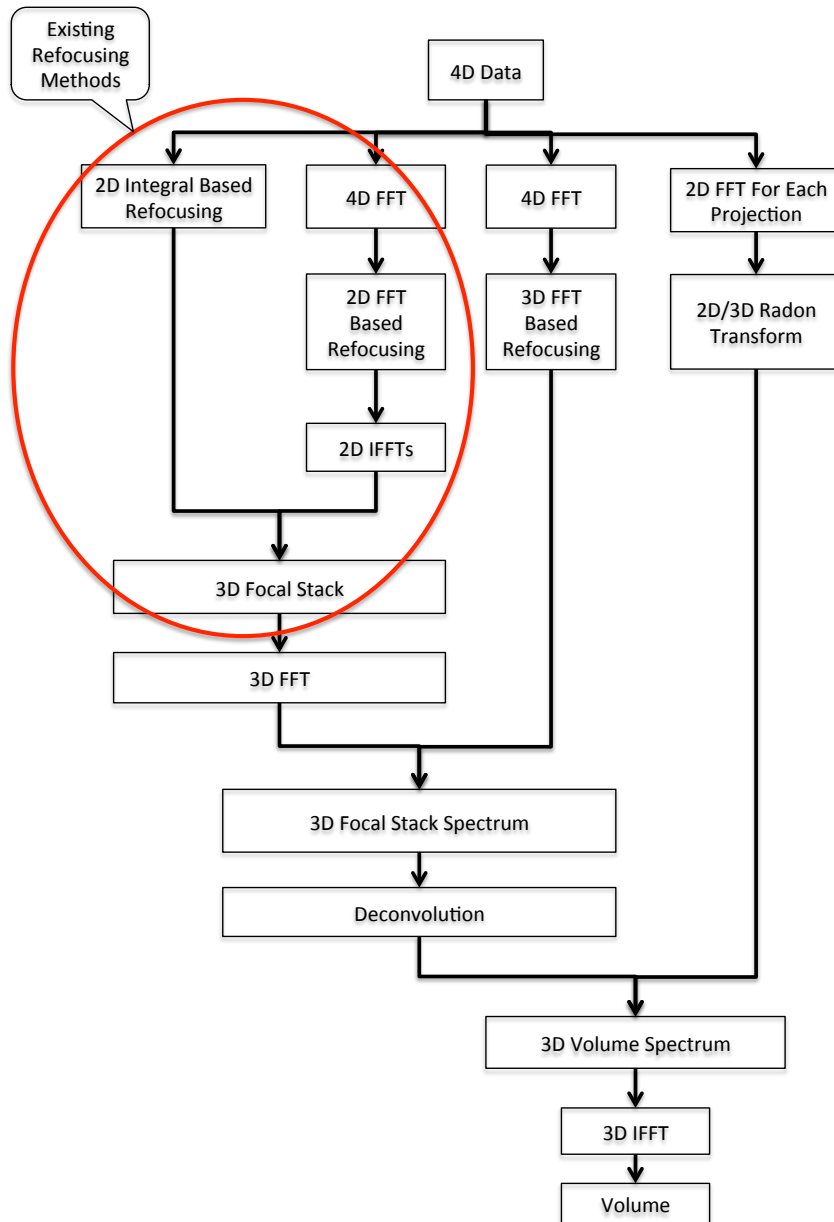 Existing
Refocusing
Methods
4D Data
2D Integral Based
Refocusing
4D FFT
4D FFT
2D FFT For Each
Projection
2D FFT
Based
Refocusing
3D FFT
Based
Refocusing
2D/3D Radon
Transform
2D IFFTs
3D Focal Stack
3D FFT
3D Focal Stack Spectrum
Deconvolution
3D Volume Spectrum
3D IFFT
Volume